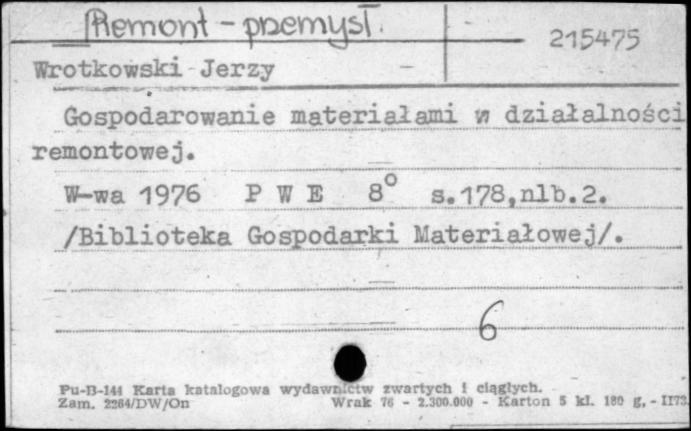 Remont - przemysł.
215475
Wrotkowski Jerzy
Gospodarowanie materiałami w działalności
remontowej.
W-wa 1976 P W E 8° s.178,nlb.2.
/Biblioteka Gospodarki Materiałowej/.
6
Pu-B-144 Karta katalogowa wydawnictw zwartych i ciągłych.
Zam. 2264/DW/On Wrak 76 - 2.300.000 - Karton 5 kl. 180 g, - II73.